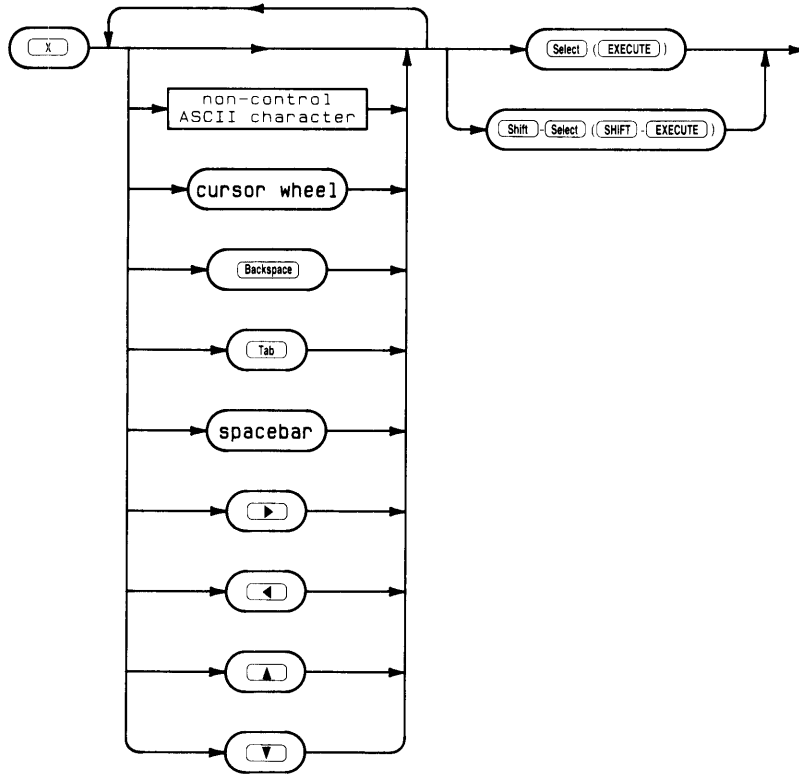 X
Select ( EXECUTE )
non-control
ASCII character
Shift - Select ( SHIFT - EXECUTE )
cursor wheel
Backspace
Tab
spacebar
▶
◀
▲
▼